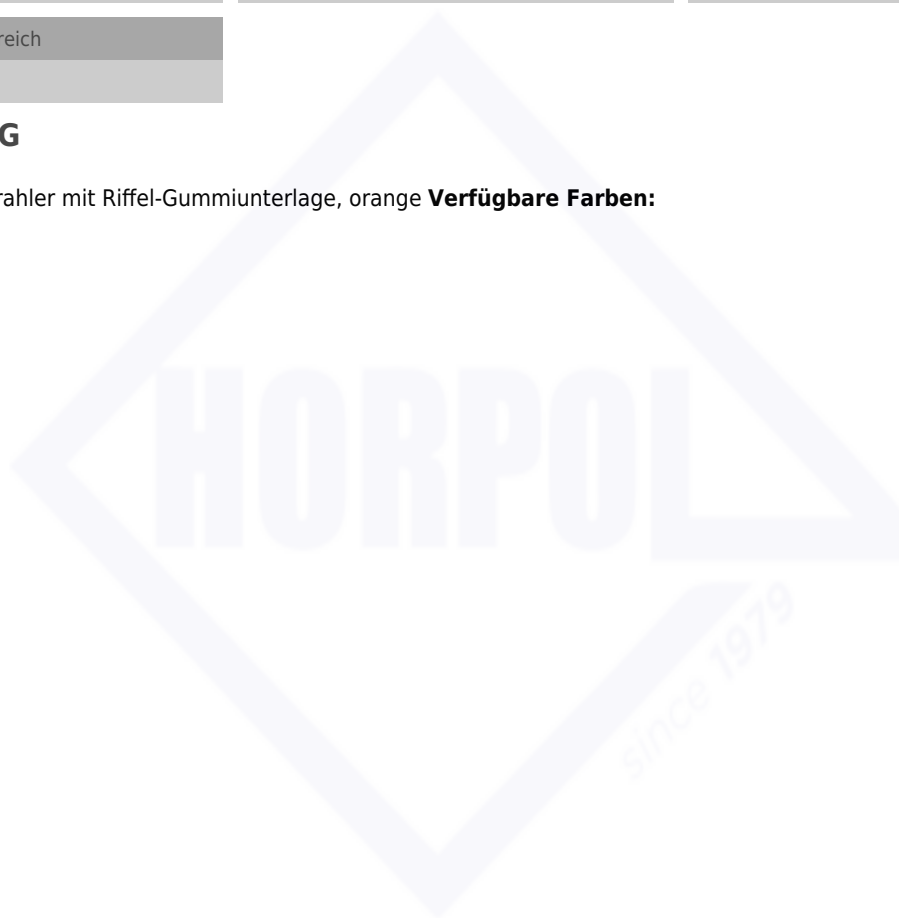 reich
G
rahler mit Riffel-Gummiunterlage, orange Verfügbare Farben:
HORPOL
since 1979